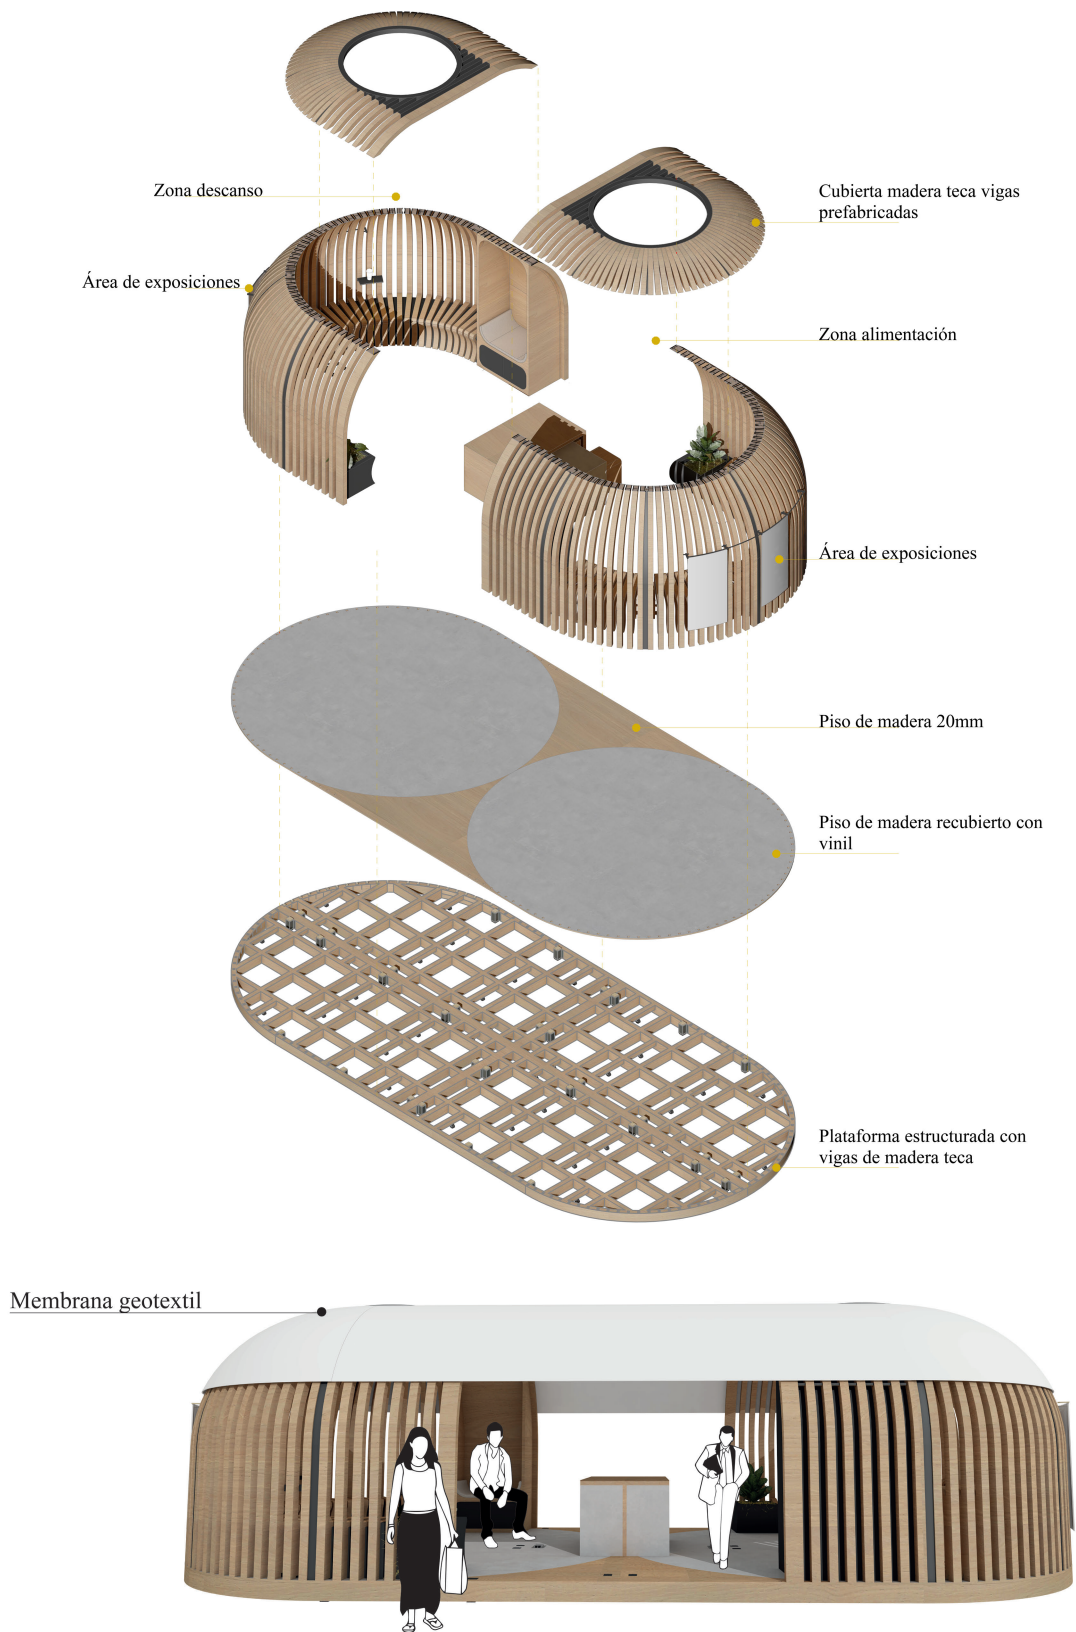 Zona descanso
Cubierta madera teca vigas
prefabricadas
Área de exposiciones
Zona alimentación
Área de exposiciones
Piso de madera 20mm
Piso de madera recubierto con
vinil
Plataforma estructurada con
vigas de madera teca
Membrana geotextil